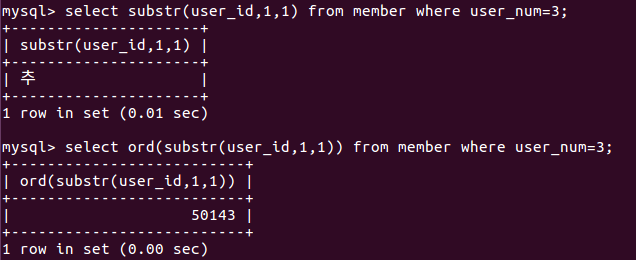 mysql> select substr(user_id,1,1) from member where user_num=3;
+---------------------+
| substr(user_id,1,1) |
+---------------------+
| 추                  |
+---------------------+
1 row in set (0.01 sec)

mysql> select ord(substr(user_id,1,1)) from member where user_num=3;
+--------------------------+
| ord(substr(user_id,1,1)) |
+--------------------------+
|                    50143 |
+--------------------------+
1 row in set (0.00 sec)